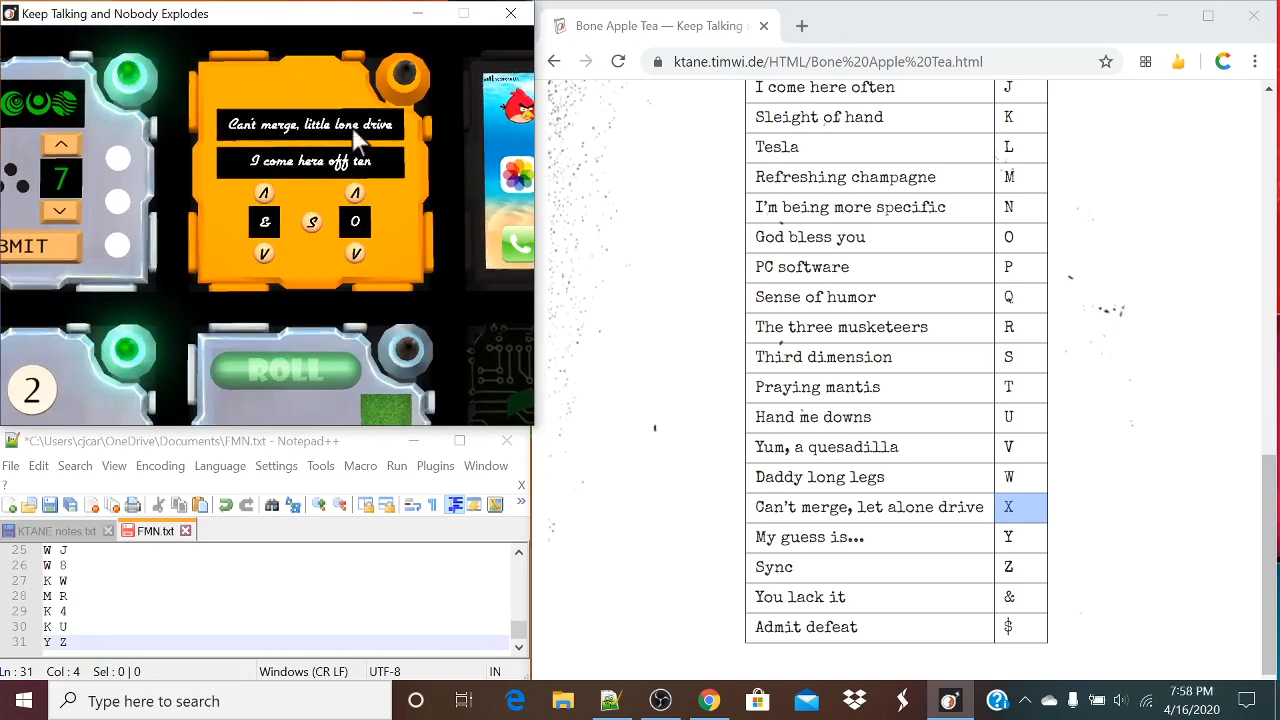 Keep Talking and Nobody Explodes
7
BMIT
Can't merge, little lone drive
I come here off ten
& S O
2
ROLL
Bone Apple Tea — Keep Talking a
ktane.timwi.de/HTML/Bone%20Apple%20Tea.html
I come here often J
Sleight of hand K
Tesla L
Refreshing champagne M
I'm being more specific N
God bless you O
PC software P
Sense of humor Q
The three musketeers R
Third dimension S
Praying mantis T
Hand me downs U
Yum, a quesadilla V
Daddy long legs W
Can't merge, let alone drive X
My guess is... Y
Sync Z
You lack it &
Admit defeat $
*C:\Users\cjcar\OneDrive\Documents\FMN.txt - Notepad++
File Edit Search View Encoding Language Settings Tools Macro Run Plugins Window
? X
KTANE notes.txt FMN.txt
25 W J
26 W 8
27 K W
28 M R
29 K 4
30 K U
31 Y Z
Ln : 31 Col : 4 Sel : 0 | 0 Windows (CR LF) UTF-8 IN
Type here to search
7:58 PM
4/16/2020